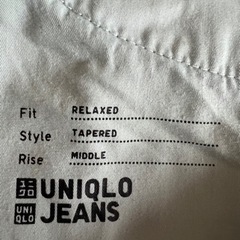 Fit RELAXED
Style TAPERED
Rise MIDDLE
ユニクロ UNIQLO
UNIQLO JEANS